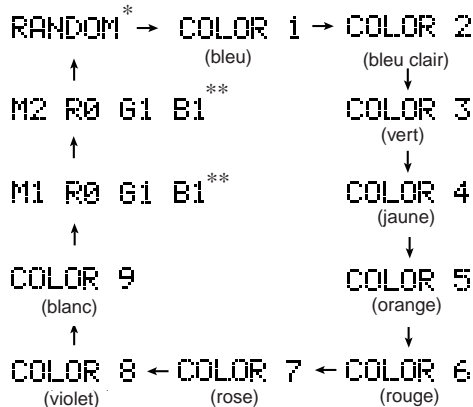 RANDOM* → COLOR 1 → COLOR 2
(bleu) (bleu clair)
M2 R0 G1 B1** COLOR 3
(vert)
M1 R0 G1 B1** COLOR 4
(jaune)
COLOR 9 COLOR 5
(blanc) (orange)
COLOR 8 ← COLOR 7 ← COLOR 6
(violet) (rose) (rouge)